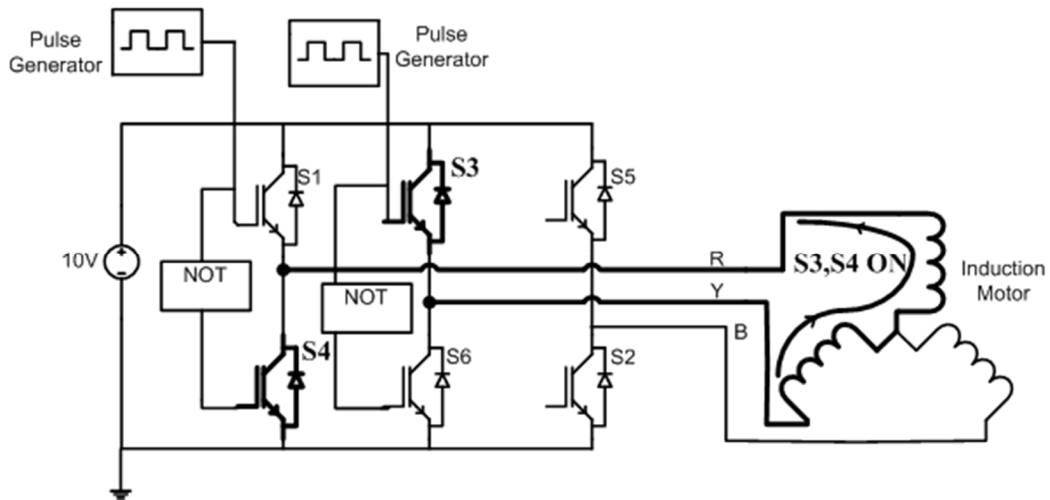 Pulse
Generator
Pulse
Generator
S1
S3
S5
10V
NOT
NOT
R
Y
B
S3,S4 ON
Induction
Motor
S4
S6
S2